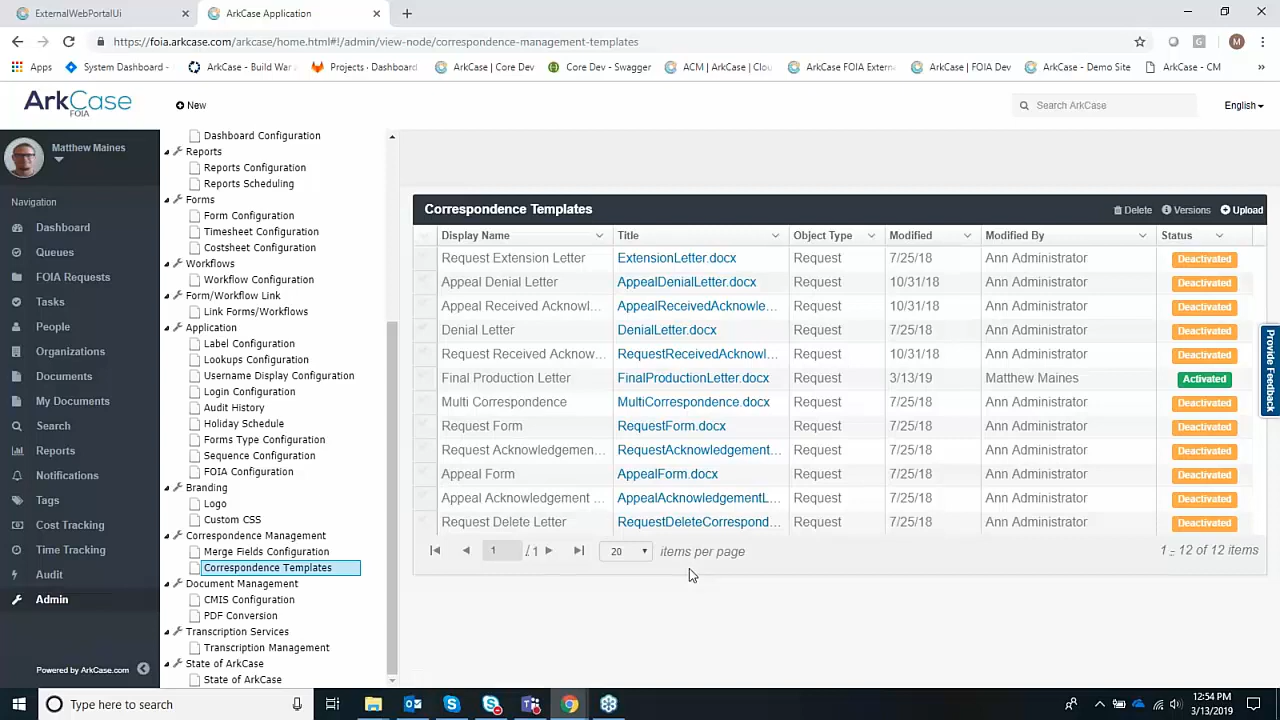 ExternalWebPortalUi
ArkCase Application
https://foia.arkcase.com/arkcase/home.html#!/admin/view-node/correspondence-management-templates
M
Apps
System Dashboard -
ArkCase - Build War
Projects · Dashboard
ArkCase | Core Dev
Core Dev - Swagger
ACM | ArkCase | Clou
ArkCase FOIA Extern
ArkCase | FOIA Dev
ArkCase - Demo Site
ArkCase - CM
»
ArkCase
FOIA
New
Search ArkCase
English
Matthew Maines
Navigation
Dashboard
Queues
FOIA Requests
Tasks
People
Organizations
Documents
My Documents
Search
Reports
Notifications
Tags
Cost Tracking
Time Tracking
Audit
Admin
Powered by ArkCase.com
Dashboard Configuration
Reports
Reports Configuration
Reports Scheduling
Forms
Form Configuration
Timesheet Configuration
Costsheet Configuration
Workflows
Workflow Configuration
Form/Workflow Link
Link Forms/Workflows
Application
Label Configuration
Lookups Configuration
Username Display Configuration
Login Configuration
Audit History
Holiday Schedule
Forms Type Configuration
Sequence Configuration
FOIA Configuration
Branding
Logo
Custom CSS
Correspondence Management
Merge Fields Configuration
Correspondence Templates
Document Management
CMIS Configuration
PDF Conversion
Transcription Services
Transcription Management
State of ArkCase
State of ArkCase
Correspondence Templates
Delete Versions Upload
Display Name Title Object Type Modified Modified By Status
Request Extension Letter ExtensionLetter.docx Request 7/25/18 Ann Administrator Deactivated
Appeal Denial Letter AppealDenialLetter.docx Request 10/31/18 Ann Administrator Deactivated
Appeal Received Acknowl... AppealReceivedAcknowle... Request 10/31/18 Ann Administrator Deactivated
Denial Letter DenialLetter.docx Request 7/25/18 Ann Administrator Deactivated
Request Received Acknow... RequestReceivedAcknowl... Request 10/31/18 Ann Administrator Deactivated
Final Production Letter FinalProductionLetter.docx Request 3/13/19 Matthew Maines Activated
Multi Correspondence MultiCorrespondence.docx Request 7/25/18 Ann Administrator Deactivated
Request Form RequestForm.docx Request 7/25/18 Ann Administrator Deactivated
Request Acknowledgemen... RequestAcknowledgement... Request 7/25/18 Ann Administrator Deactivated
Appeal Form AppealForm.docx Request 7/25/18 Ann Administrator Deactivated
Appeal Acknowledgement ... AppealAcknowledgementL... Request 7/25/18 Ann Administrator Deactivated
Request Delete Letter RequestDeleteCorrespond... Request 7/25/18 Ann Administrator Deactivated
1 / 1 20 items per page 1 - 12 of 12 items
Provide Feedback
Type here to search
12:54 PM
3/13/2019